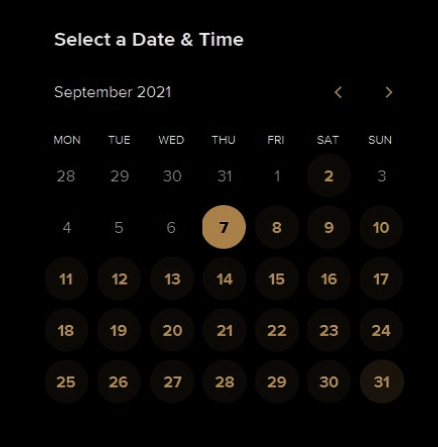 Select a Date & Time
September 2021
MON TUE WED THU FRI SAT SUN
28 29 30 31 1 2 3
4 5 6 7 8 9 10
11 12 13 14 15 16 17
18 19 20 21 22 23 24
25 26 27 28 29 30 31